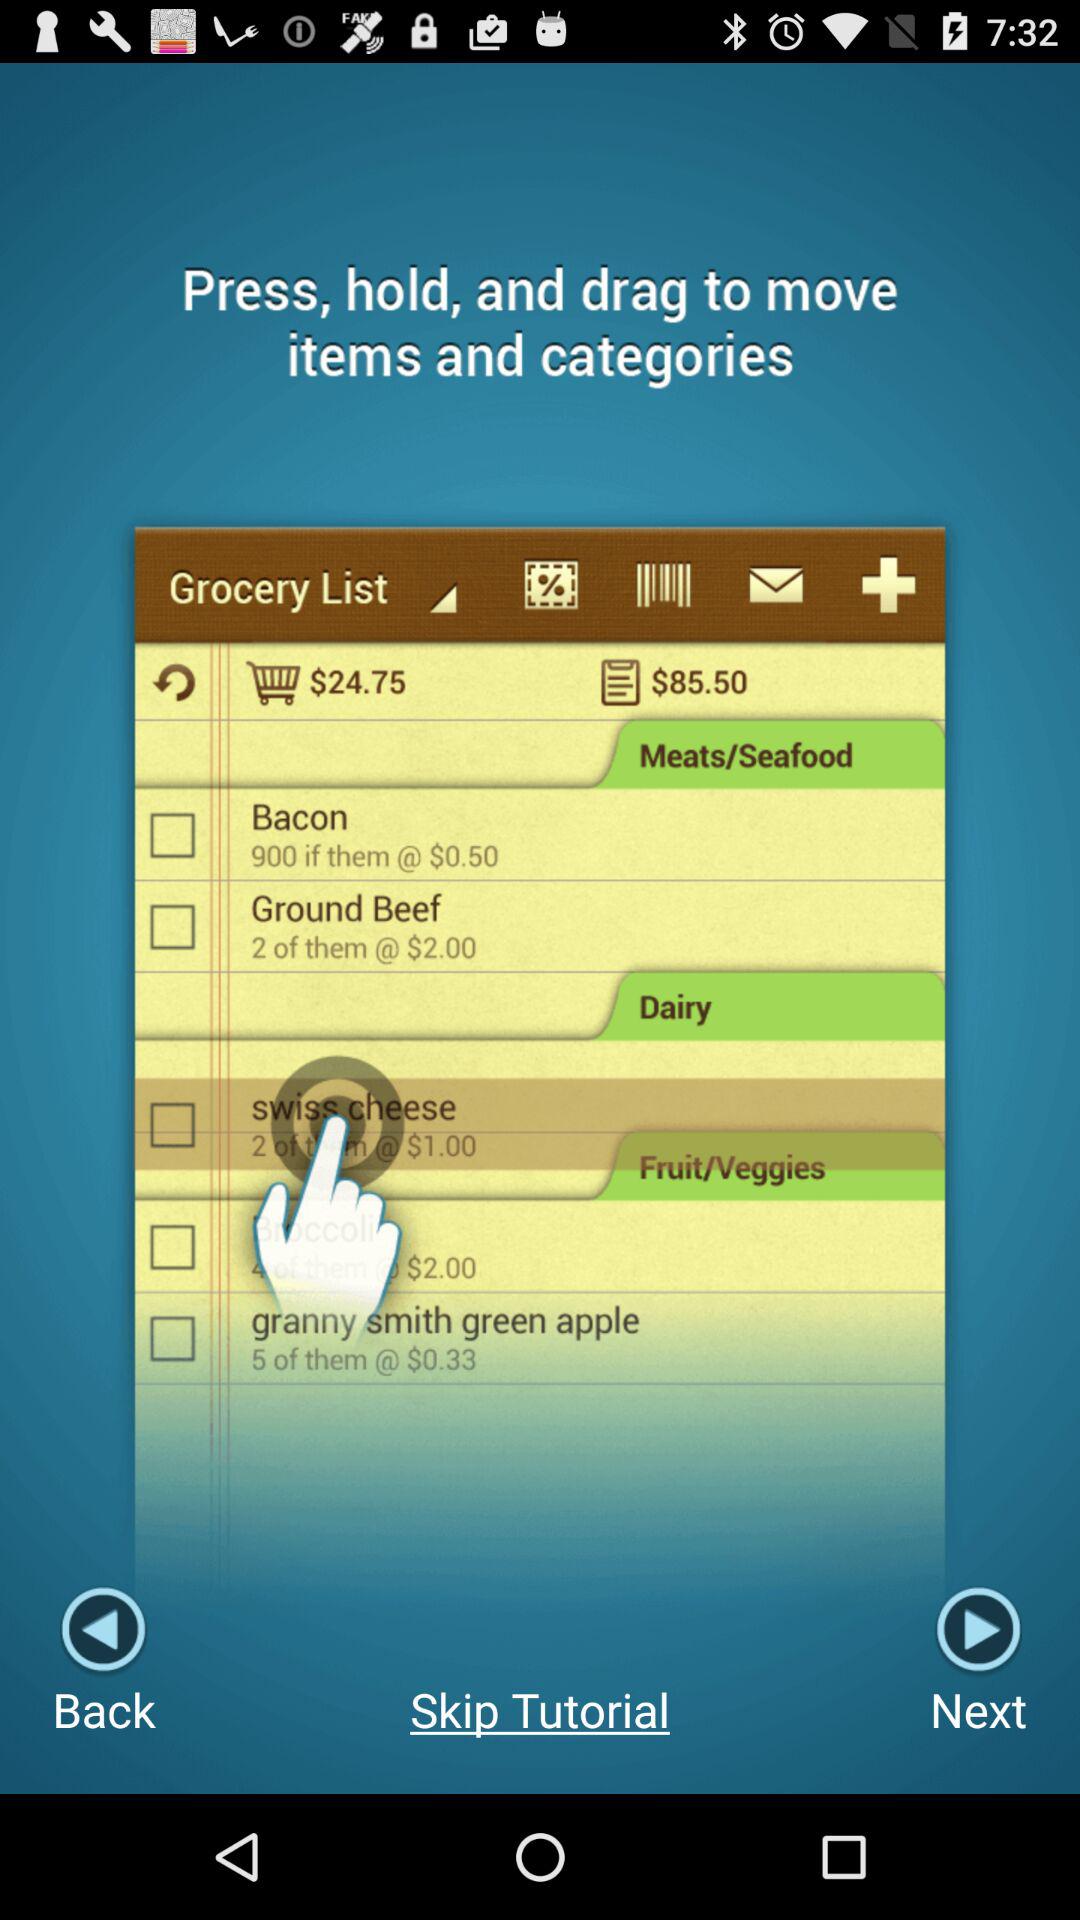 FAKE
7:32
Press, hold, and drag to move
items and categories
Grocery List
%
$24.75
$85.50
Meats/Seafood
Bacon
900 if them @ $0.50
Ground Beef
2 of them @ $2.00
Dairy
swiss cheese
2 of them @ $1.00
Fruit/Veggies
Broccoli
4 of them @ $2.00
granny smith green apple
5 of them @ $0.33
Back
Skip Tutorial
Next